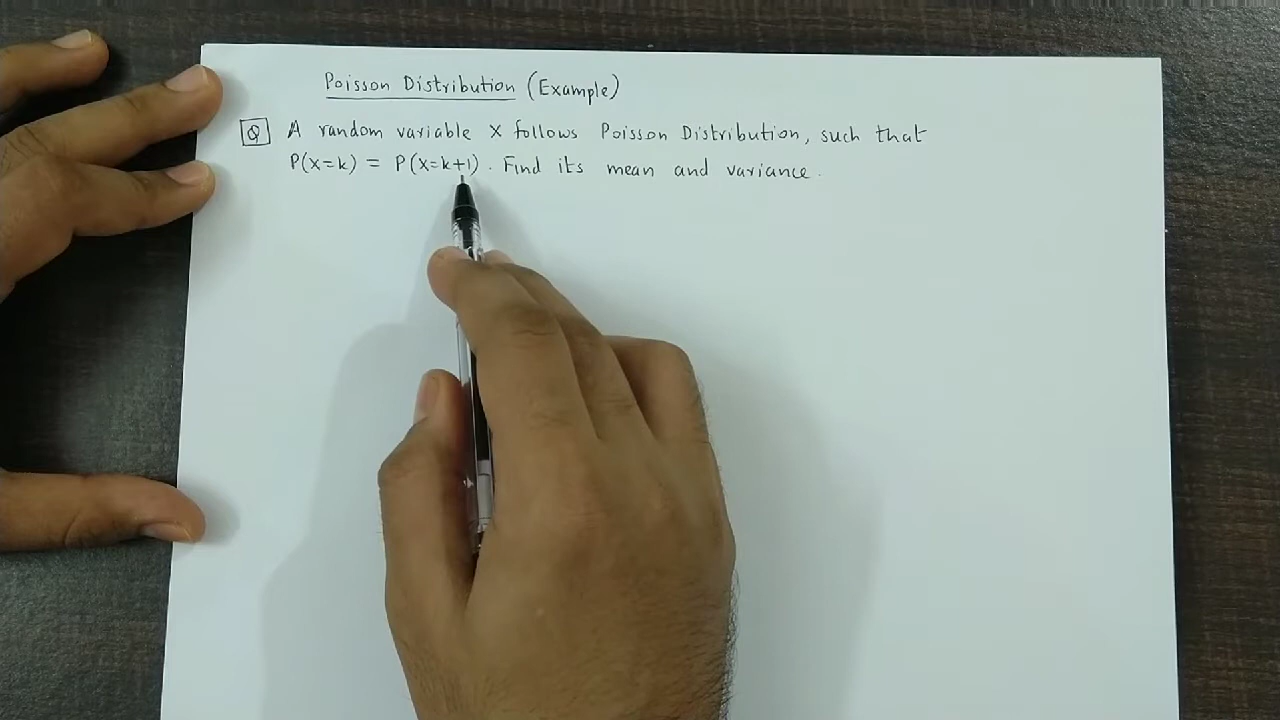 Poisson Distribution (Example)
Q A random variable X follows Poisson Distribution, such that
P(x=k) = P(x=k+1). Find its mean and variance.